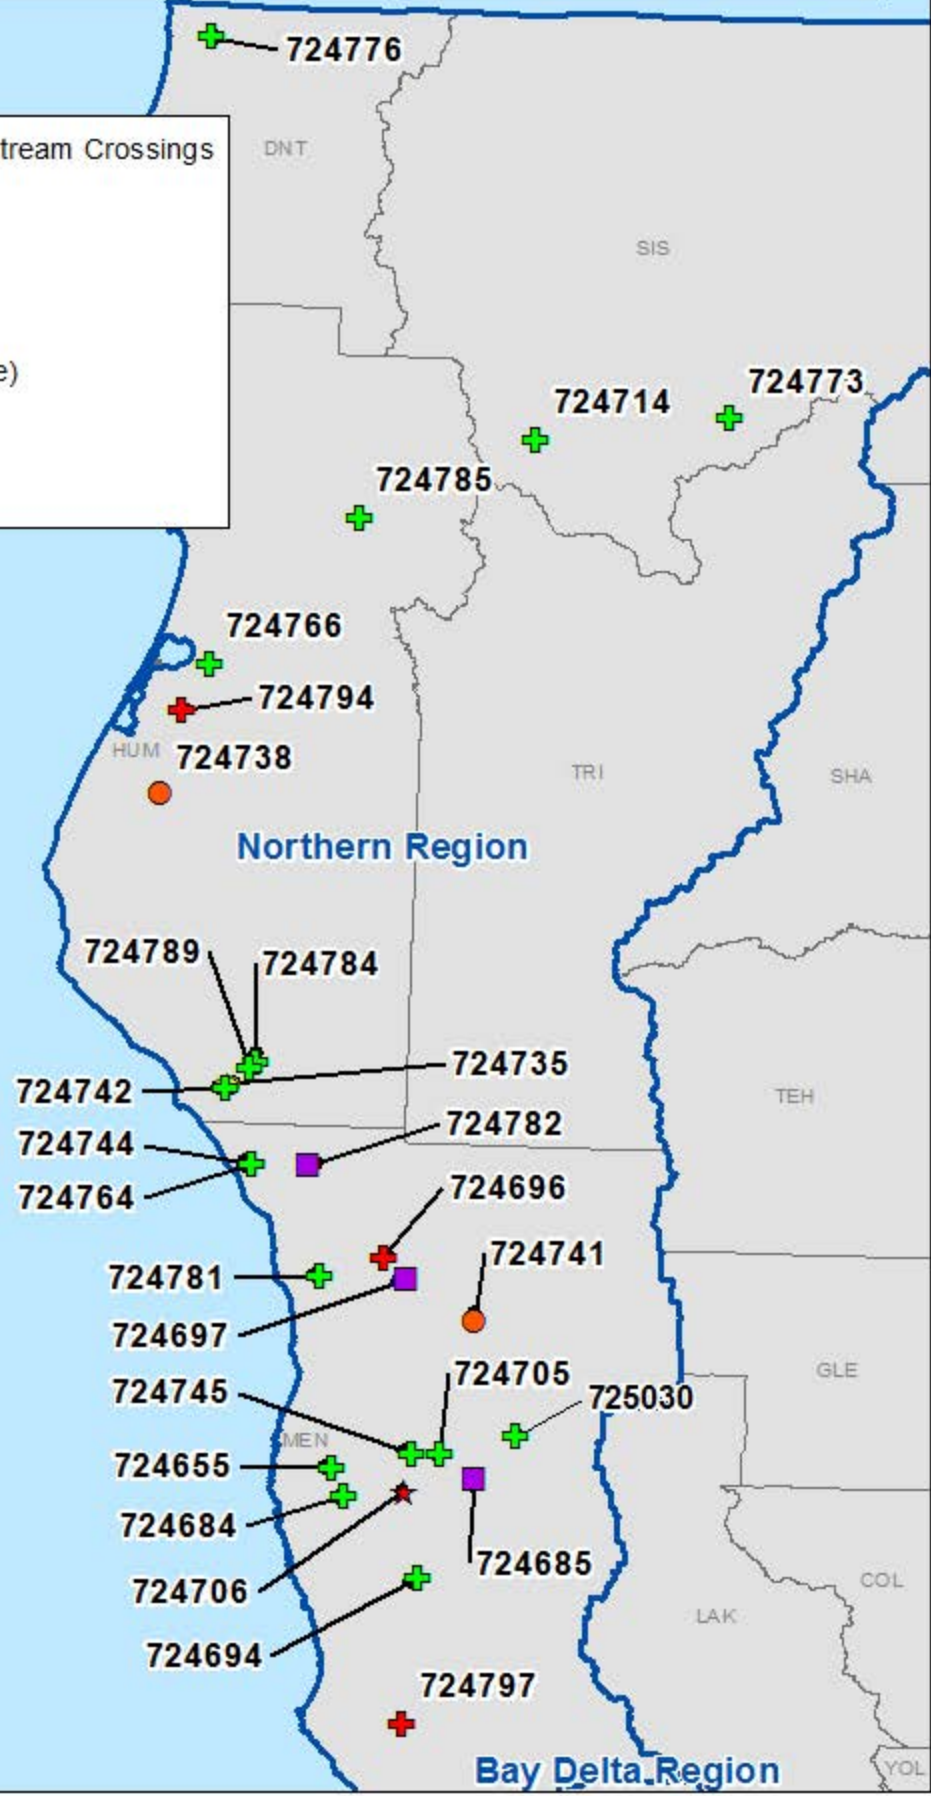 724776
tream Crossings
DNT
SIS
e)
724773
724714
724785
724766
724794
HUM
724738
TRI
SHA
Northern Region
724789
724784
724735
724742
TEH
724782
724744
724764
724696
724741
724781
724697
GLE
724705
724745
725030
MEN
724655
724684
724685
COL
724706
LAK
724694
724797
YOL
Bay Delta Region